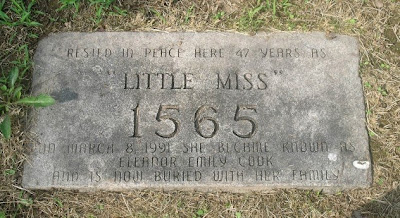 RESTED IN PEACE HERE 47 YEARS AS
"LITTLE MISS"
1565
ON MARCH 8, 1991 SHE BECAME KNOWN AS
ELEANOR EMILY COOK
AND IS NOW BURIED WITH HER FAMILY